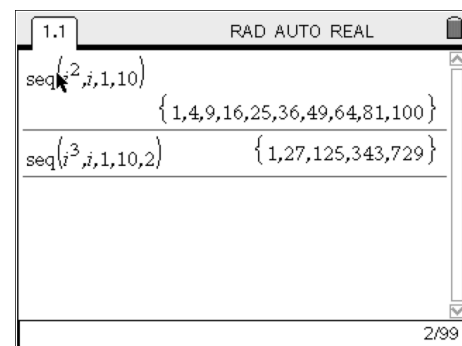 1.1 RAD AUTO REAL
seq(i²,i,1,10)
{1,4,9,16,25,36,49,64,81,100}
seq(i³,i,1,10,2) {1,27,125,343,729}
2/99